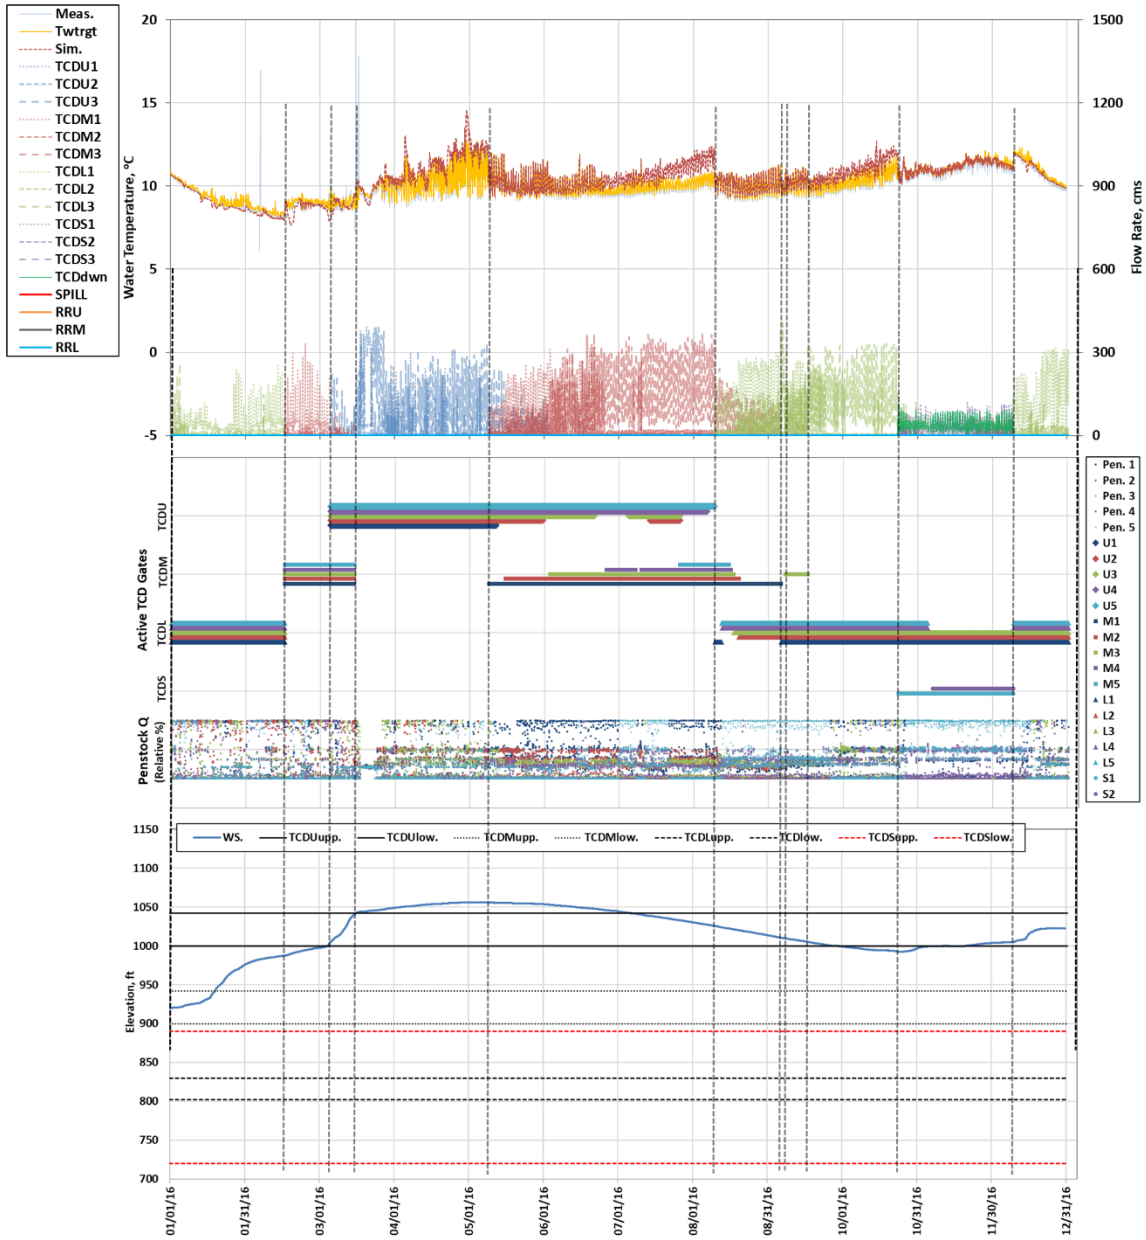 Meas.
Twtrgt
Sim.
TCDU1
TCDU2
TCDU3
TCDM1
TCDM2
TCDM3
TCDL1
TCDL2
TCDL3
TCDS1
TCDS2
TCDS3
TCDdwn
SPILL
RRU
RRM
RRL
Water Temperature, °C
20
15
10
5
0
-5
1500
1200
900
600
300
0
Flow Rate, cms
Active TCD Gates
TCDU
TCDM
TCDL
TCDS
Penstock Q
(Relative %)
Pen. 1
Pen. 2
Pen. 3
Pen. 4
Pen. 5
U1
U2
U3
U4
U5
M1
M2
M3
M4
M5
L1
L2
L3
L4
L5
S1
S2
WS. TCDUupp. TCDUlow. TCDMupp. TCDMlow. TCDLupp. TCDlow. TCDSupp. TCDSlow.
Elevation, ft
1150
1100
1050
1000
950
900
850
800
750
700
01/01/16
01/31/16
03/01/16
04/01/16
05/01/16
06/01/16
07/01/16
08/01/16
08/31/16
10/01/16
10/31/16
11/30/16
12/31/16